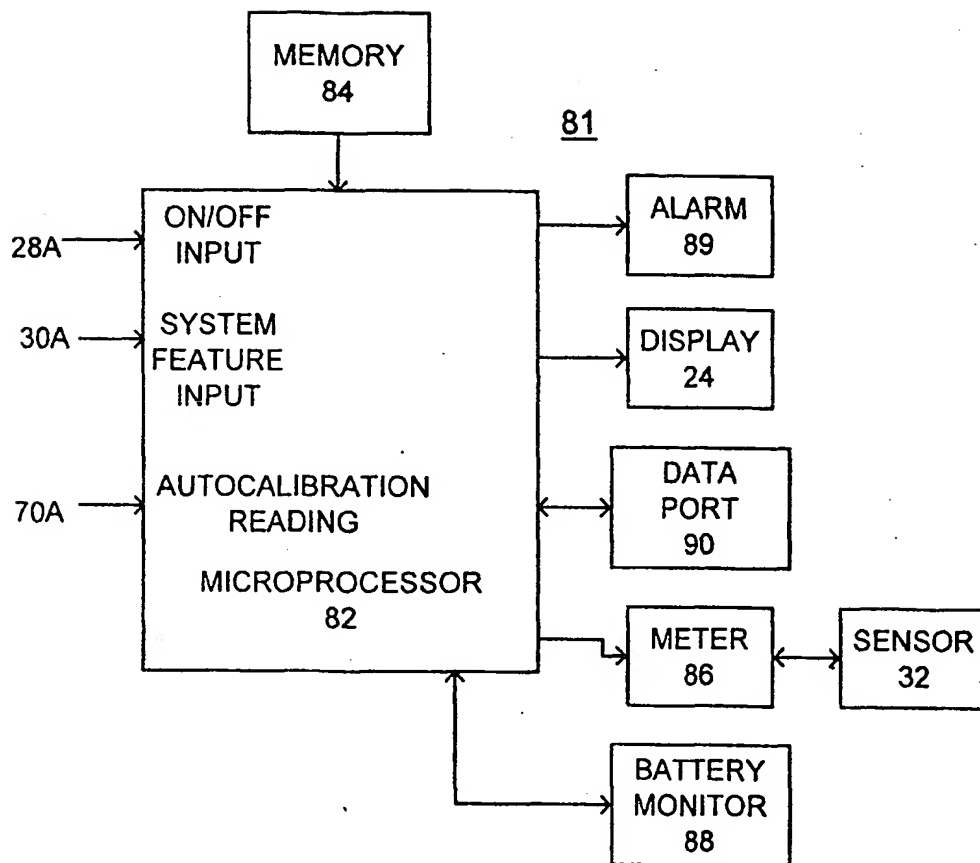 MEMORY
84
81
28A
ON/OFF
INPUT
30A
SYSTEM
FEATURE
INPUT
70A
AUTOCALIBRATION
READING
MICROPROCESSOR
82
ALARM
89
DISPLAY
24
DATA
PORT
90
METER
86
SENSOR
32
BATTERY
MONITOR
88